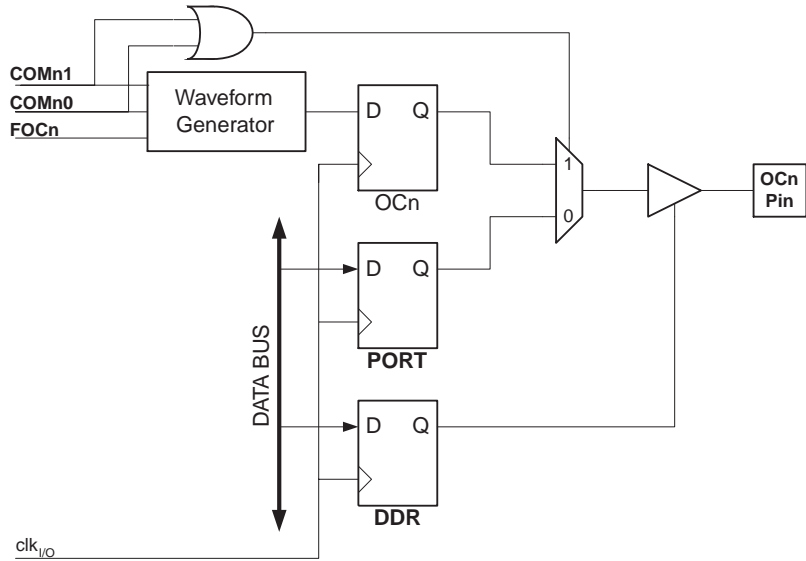 COMn1
COMn0
FOCn
Waveform
Generator
D Q
OCn
1
0
OCn
Pin
DATA BUS
D Q
PORT
D Q
DDR
clkI/O